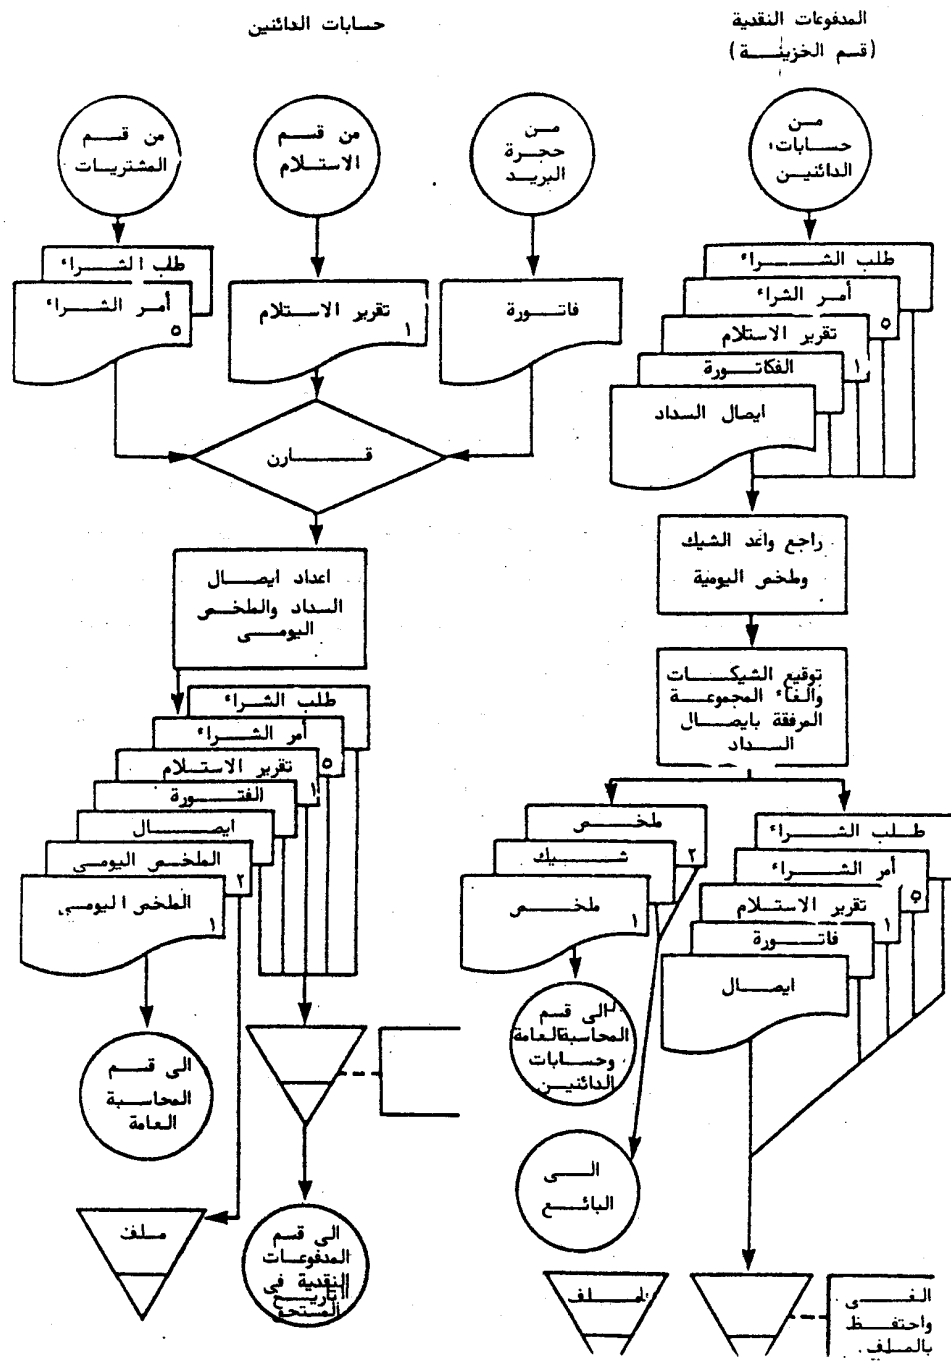 المدفوعات النقدية
(قسم الخزينة)
حسابات الدائنين
من
حسابات
الدائنين
من
حجرة
البريد
من قسم
الاستلام
من قسم
المشتريات
طلب الشراء
أمر الشراء
٥
تقرير الاستلام
١
الفكاتورة
ايصال السداد
فاتورة
تقرير الاستلام
١
طلب الشراء
أمر الشراء
٥
قارن
راجع واعد الشيك
وملخص اليومية
اعداد ايصال
السداد والملخص
اليومى
توقيع الشيكات
والغاء المجموعة
المرفقة بايصال
السداد
طلب الشراء
أمر الشراء
٥
تقرير الاستلام
١
الفتورة
ايصال
الملخص اليومى
٢
الملخص اليومى
١
طلب الشراء
أمر الشراء
٥
تقرير الاستلام
١
فاتورة
ايصال
ملخص
٢
شبيك
ملخص
١
الى قسم
المحاسبة العامة
وحسابات
الدائنين
الى قسم
المحاسبة
العامة
الى
البائع
ملف
الى قسم
المدفوعات
النقدية فى
التاريخ
المستحق
الملف
الغى
واحتفظ
بالملف